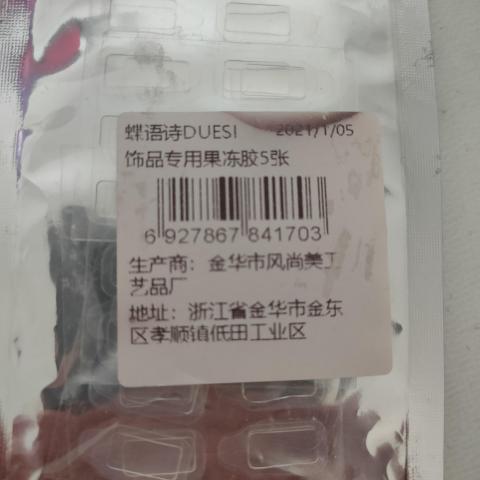 蝶语诗DUESI 2021/1/05
饰品专用果冻胶5张
6 927867 841703
生产商: 金华市风尚美工
艺品厂
地址: 浙江省金华市金东
区孝顺镇低田工业区